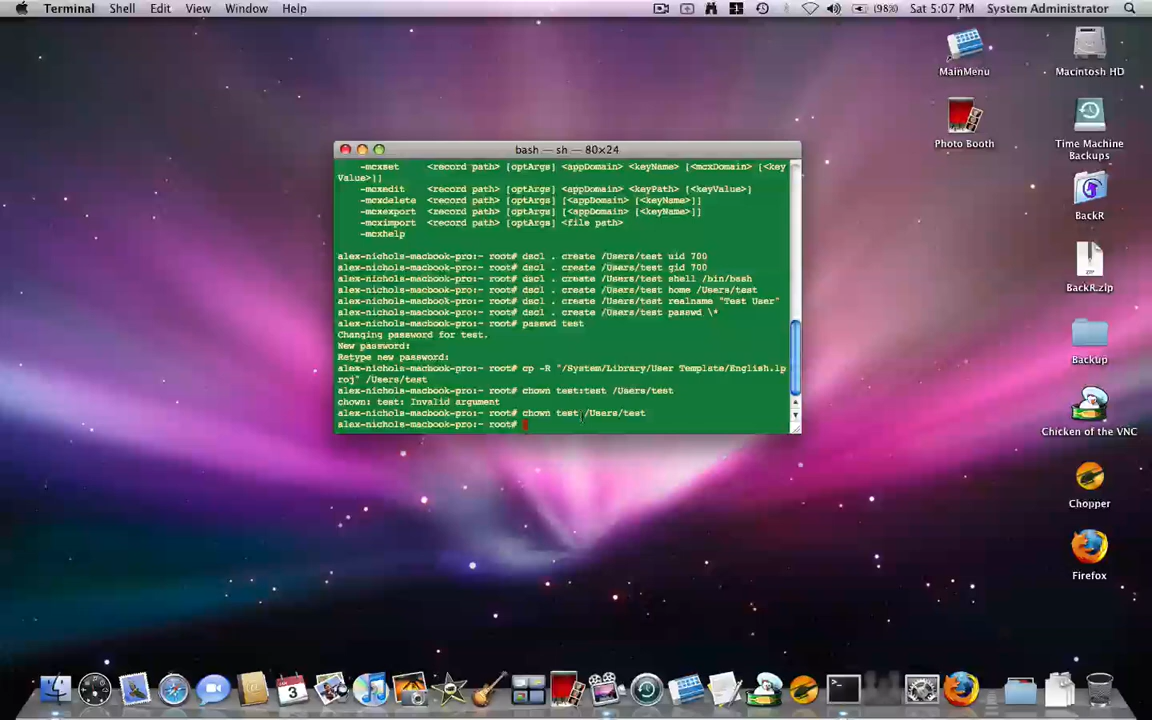 Terminal Shell Edit View Window Help (98%) Sat 5:07 PM System Administrator
bash — sh — 80×24
-mcxset <record path> [optArgs] <appDomain> <keyName> [<mcxDomain> [<key
Value>]]
-mcxedit <record path> [optArgs] <appDomain> <keyPath> [<keyValue>]
-mcxdelete <record path> [optArgs] [<appDomain> [<keyName>]]
-mcxexport <record path> [optArgs] [<appDomain> [<keyName>]]
-mcximport <record path> [optArgs] <file path>
-mcxhelp
alex-nichols-macbook-pro:~ root# dscl . create /Users/test uid 700
alex-nichols-macbook-pro:~ root# dscl . create /Users/test gid 700
alex-nichols-macbook-pro:~ root# dscl . create /Users/test shell /bin/bash
alex-nichols-macbook-pro:~ root# dscl . create /Users/test home /Users/test
alex-nichols-macbook-pro:~ root# dscl . create /Users/test realname "Test User"
alex-nichols-macbook-pro:~ root# dscl . create /Users/test passwd \*
alex-nichols-macbook-pro:~ root# passwd test
Changing password for test.
New password:
Retype new password:
alex-nichols-macbook-pro:~ root# cp -R "/System/Library/User Template/English.lp
roj" /Users/test
alex-nichols-macbook-pro:~ root# chown test:test /Users/test
chown: test: Invalid argument
alex-nichols-macbook-pro:~ root# chown test /Users/test
alex-nichols-macbook-pro:~ root#
MainMenu
Macintosh HD
Photo Booth
Time Machine
Backups
BackR
ZIP
BackR.zip
Backup
Chicken of the VNC
Chopper
Firefox
JAN
3